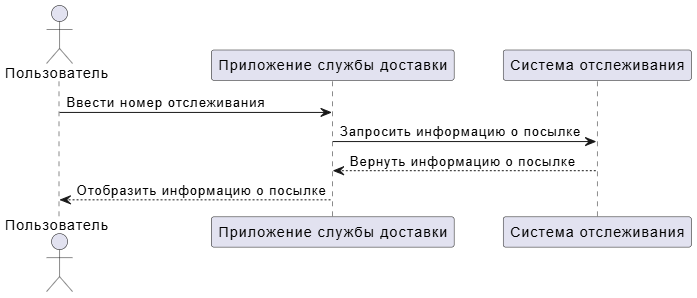 Пользователь
Приложение службы доставки
Система отслеживания
Ввести номер отслеживания
Запросить информацию о посылке
Вернуть информацию о посылке
Отобразить информацию о посылке
Пользователь
Приложение службы доставки
Система отслеживания